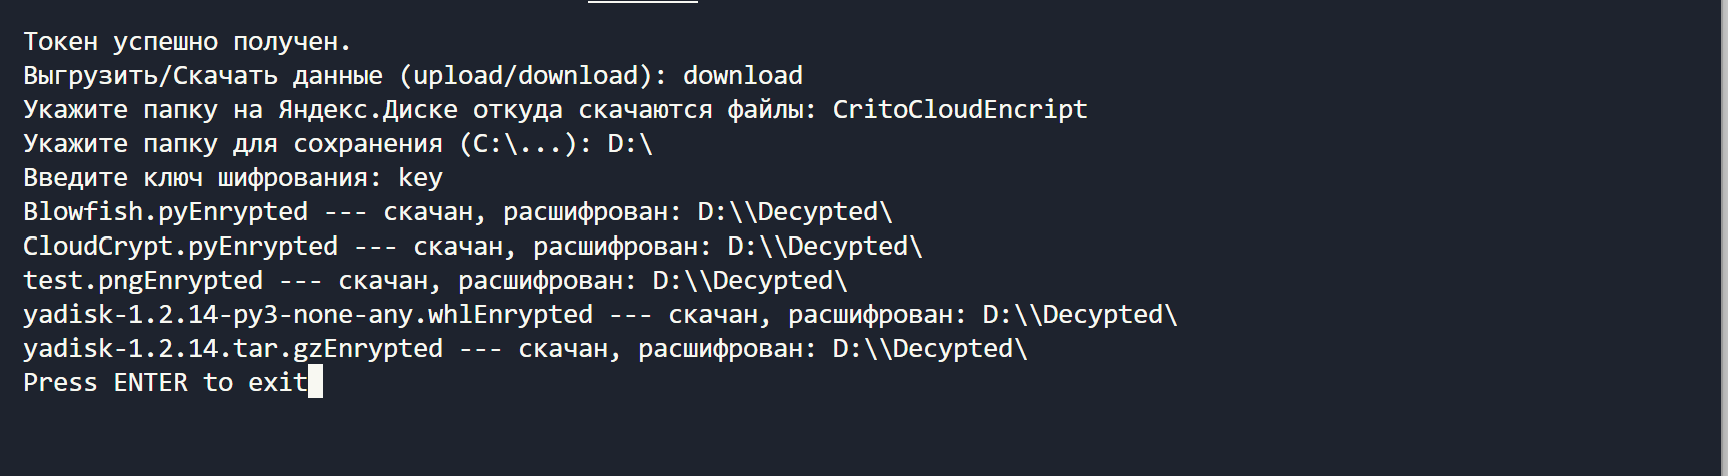 Токен успешно получен.
Выгрузить/Скачать данные (upload/download): download
Укажите папку на Яндекс.Диске откуда скачаются файлы: CritoCloudEncript
Укажите папку для сохранения (C:\...): D:\
Введите ключ шифрования: key
Blowfish.pyEnrypted --- скачан, расшифрован: D:\\Decypted\
CloudCrypt.pyEnrypted --- скачан, расшифрован: D:\\Decypted\
test.pngEnrypted --- скачан, расшифрован: D:\\Decypted\
yadisk-1.2.14-py3-none-any.whlEnrypted --- скачан, расшифрован: D:\\Decypted\
yadisk-1.2.14.tar.gzEnrypted --- скачан, расшифрован: D:\\Decypted\
Press ENTER to exit